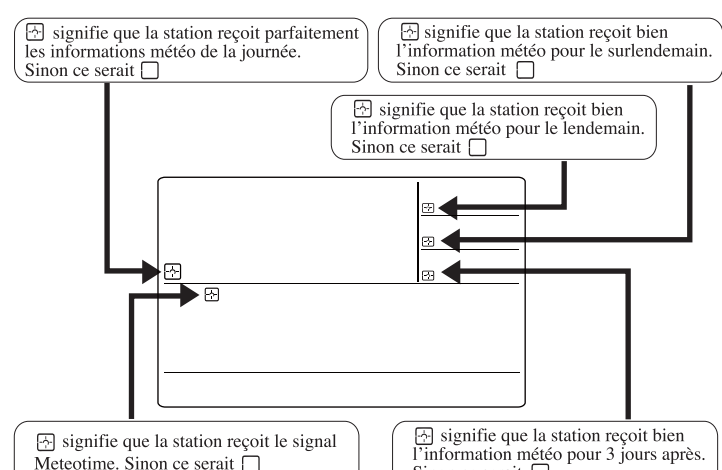 signifie que la station reçoit parfaitement
les informations météo de la journée.
Sinon ce serait
signifie que la station reçoit bien
l’information météo pour le surlendemain.
Sinon ce serait
signifie que la station reçoit bien
l’information météo pour le lendemain.
Sinon ce serait
signifie que la station reçoit le signal
Meteotime. Sinon ce serait
signifie que la station reçoit bien
l’information météo pour 3 jours après.